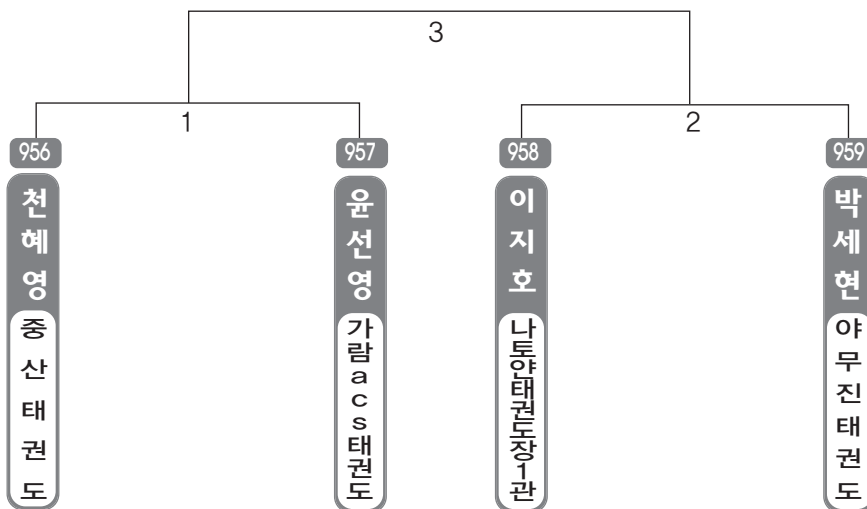 3
1
2
956
957
958
959
천혜영
윤선영
이지호
박세현
중산태권도
가람acs태권도
나토얀태권도장1관
야무진태권도